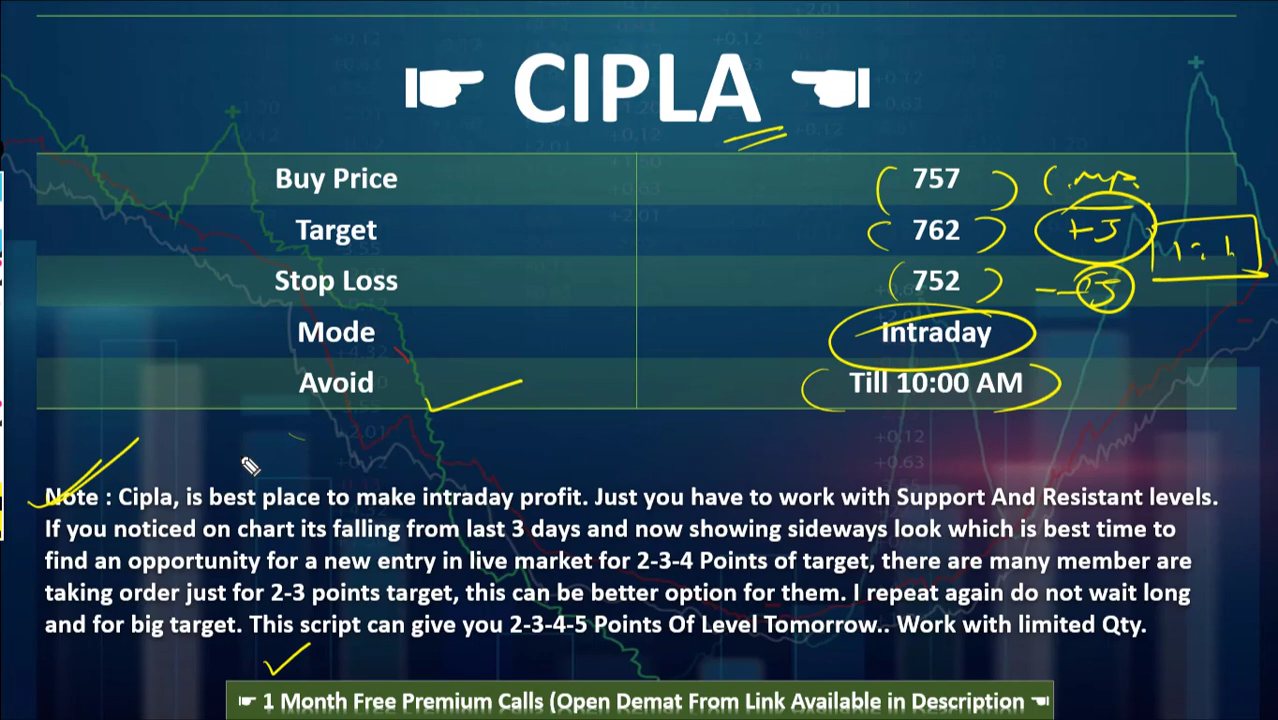 ☛ CIPLA ☚
Buy Price 757
Target 762 +5
Stop Loss 752 -5
Mode Intraday
Avoid Till 10:00 AM
Note : Cipla, is best place to make intraday profit. Just you have to work with Support And Resistant levels.
If you noticed on chart its falling from last 3 days and now showing sideways look which is best time to
find an opportunity for a new entry in live market for 2-3-4 Points of target, there are many member are
taking order just for 2-3 points target, this can be better option for them. I repeat again do not wait long
and for big target. This script can give you 2-3-4-5 Points Of Level Tomorrow.. Work with limited Qty.
☛ 1 Month Free Premium Calls (Open Demat From Link Available in Description ☚